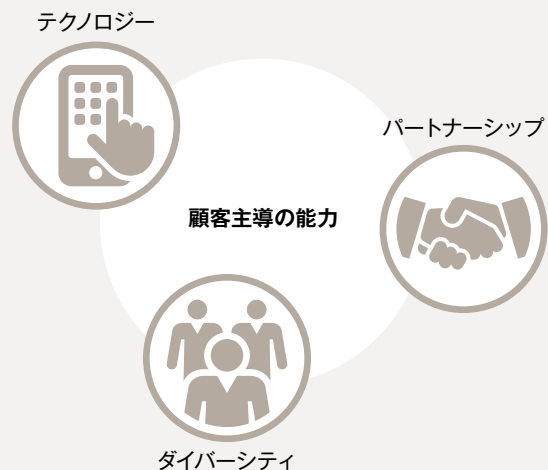 テクノロジー
パートナーシップ
顧客主導の能力
ダイバーシティ